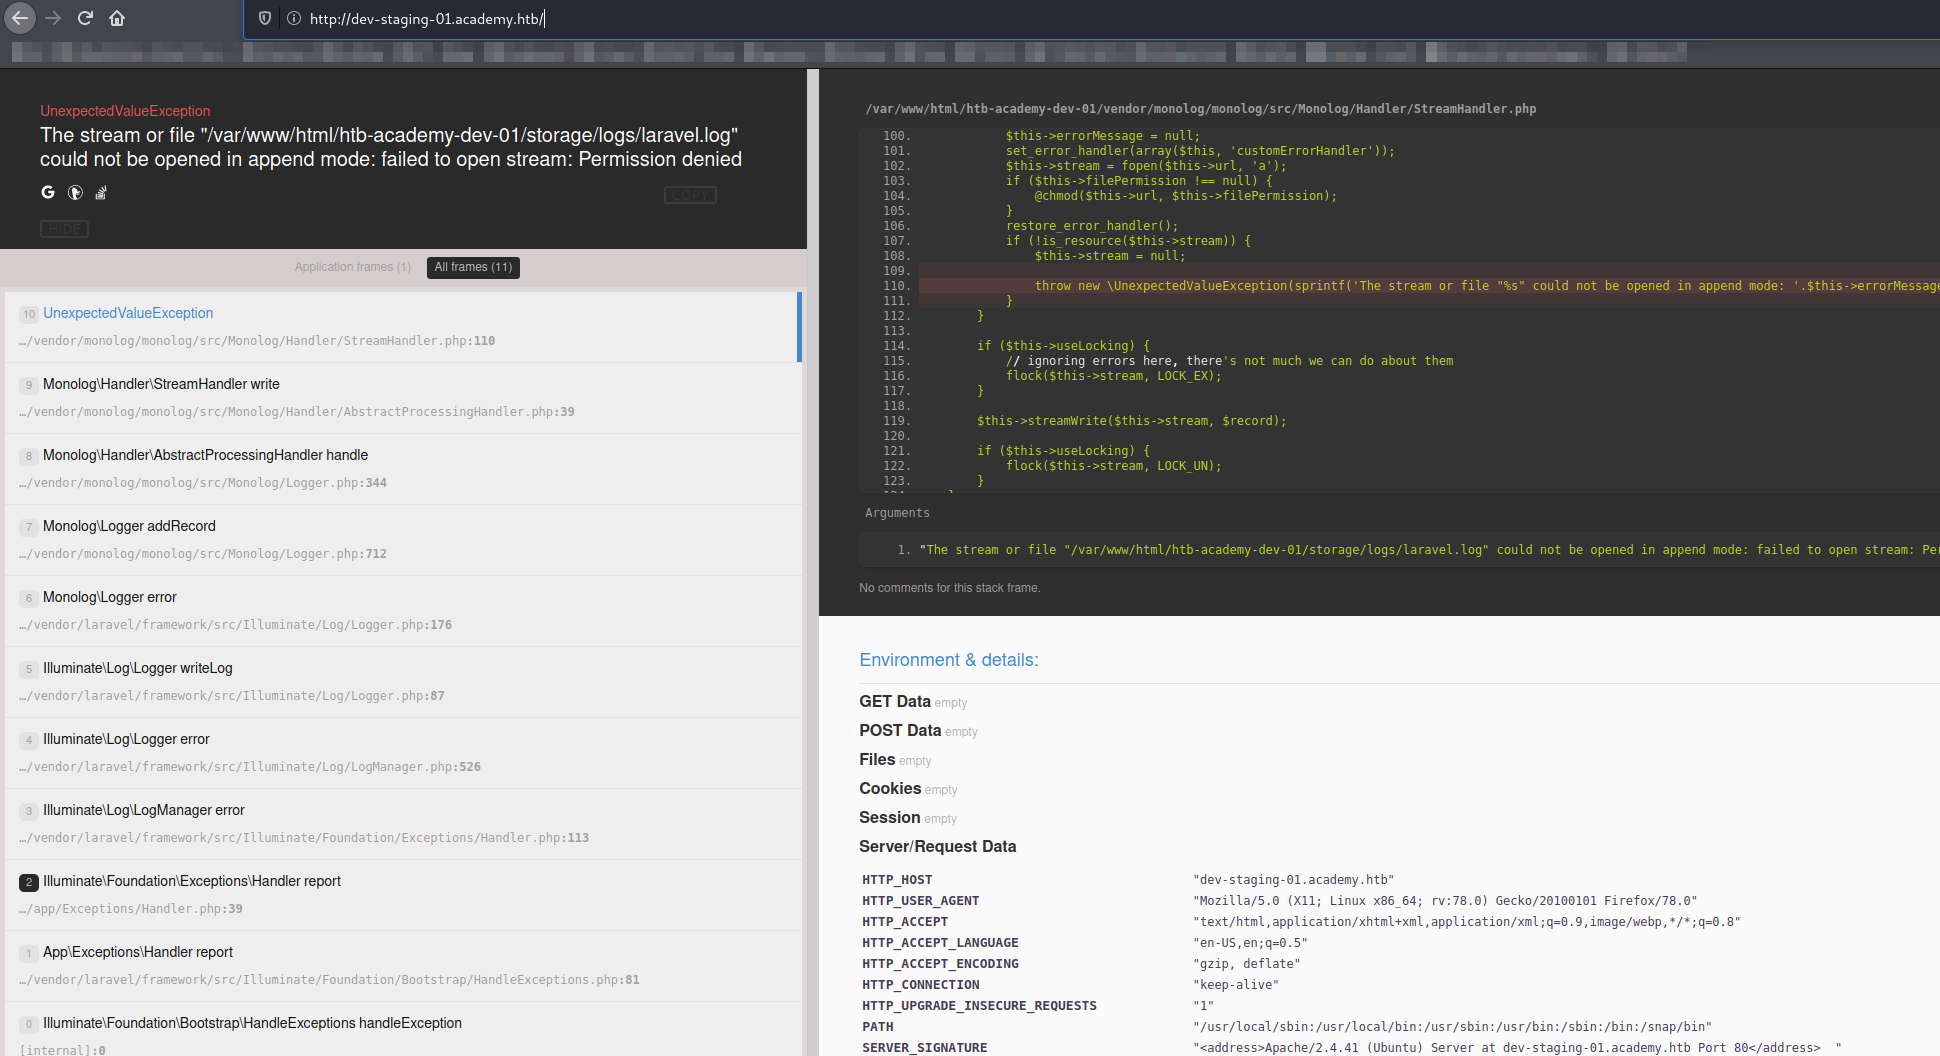 http://dev-staging-01.academy.htb/
UnexpectedValueException
The stream or file "/var/www/html/htb-academy-dev-01/storage/logs/laravel.log"
could not be opened in append mode: failed to open stream: Permission denied
COPY
HIDE
Application frames (1) All frames (11)
10 UnexpectedValueException
…/vendor/monolog/monolog/src/Monolog/Handler/StreamHandler.php:110
9 Monolog\Handler\StreamHandler write
…/vendor/monolog/monolog/src/Monolog/Handler/AbstractProcessingHandler.php:39
8 Monolog\Handler\AbstractProcessingHandler handle
…/vendor/monolog/monolog/src/Monolog/Logger.php:344
7 Monolog\Logger addRecord
…/vendor/monolog/monolog/src/Monolog/Logger.php:712
6 Monolog\Logger error
…/vendor/laravel/framework/src/Illuminate/Log/Logger.php:176
5 Illuminate\Log\Logger writeLog
…/vendor/laravel/framework/src/Illuminate/Log/Logger.php:87
4 Illuminate\Log\Logger error
…/vendor/laravel/framework/src/Illuminate/Log/LogManager.php:526
3 Illuminate\Log\LogManager error
…/vendor/laravel/framework/src/Illuminate/Foundation/Exceptions/Handler.php:113
2 Illuminate\Foundation\Exceptions\Handler report
…/app/Exceptions/Handler.php:39
1 App\Exceptions\Handler report
…/vendor/laravel/framework/src/Illuminate/Foundation/Bootstrap/HandleExceptions.php:81
0 Illuminate\Foundation\Bootstrap\HandleExceptions handleException
[internal]:0
/var/www/html/htb-academy-dev-01/vendor/monolog/monolog/src/Monolog/Handler/StreamHandler.php
100. $this->errorMessage = null;
101. set_error_handler(array($this, 'customErrorHandler'));
102. $this->stream = fopen($this->url, 'a');
103. if ($this->filePermission !== null) {
104. @chmod($this->url, $this->filePermission);
105. }
106. restore_error_handler();
107. if (!is_resource($this->stream)) {
108. $this->stream = null;
109.
110. throw new \UnexpectedValueException(sprintf('The stream or file "%s" could not be opened in append mode: '.$this->errorMessage
111. }
112. }
113.
114. if ($this->useLocking) {
115. // ignoring errors here, there's not much we can do about them
116. flock($this->stream, LOCK_EX);
117. }
118.
119. $this->streamWrite($this->stream, $record);
120.
121. if ($this->useLocking) {
122. flock($this->stream, LOCK_UN);
123. }
Arguments
1. "The stream or file "/var/www/html/htb-academy-dev-01/storage/logs/laravel.log" could not be opened in append mode: failed to open stream: Per
No comments for this stack frame.
Environment & details:
GET Data empty
POST Data empty
Files empty
Cookies empty
Session empty
Server/Request Data
HTTP_HOST "dev-staging-01.academy.htb"
HTTP_USER_AGENT "Mozilla/5.0 (X11; Linux x86_64; rv:78.0) Gecko/20100101 Firefox/78.0"
HTTP_ACCEPT "text/html,application/xhtml+xml,application/xml;q=0.9,image/webp,*/*;q=0.8"
HTTP_ACCEPT_LANGUAGE "en-US,en;q=0.5"
HTTP_ACCEPT_ENCODING "gzip, deflate"
HTTP_CONNECTION "keep-alive"
HTTP_UPGRADE_INSECURE_REQUESTS "1"
PATH "/usr/local/sbin:/usr/local/bin:/usr/sbin:/usr/bin:/sbin:/bin:/snap/bin"
SERVER_SIGNATURE "<address>Apache/2.4.41 (Ubuntu) Server at dev-staging-01.academy.htb Port 80</address> "